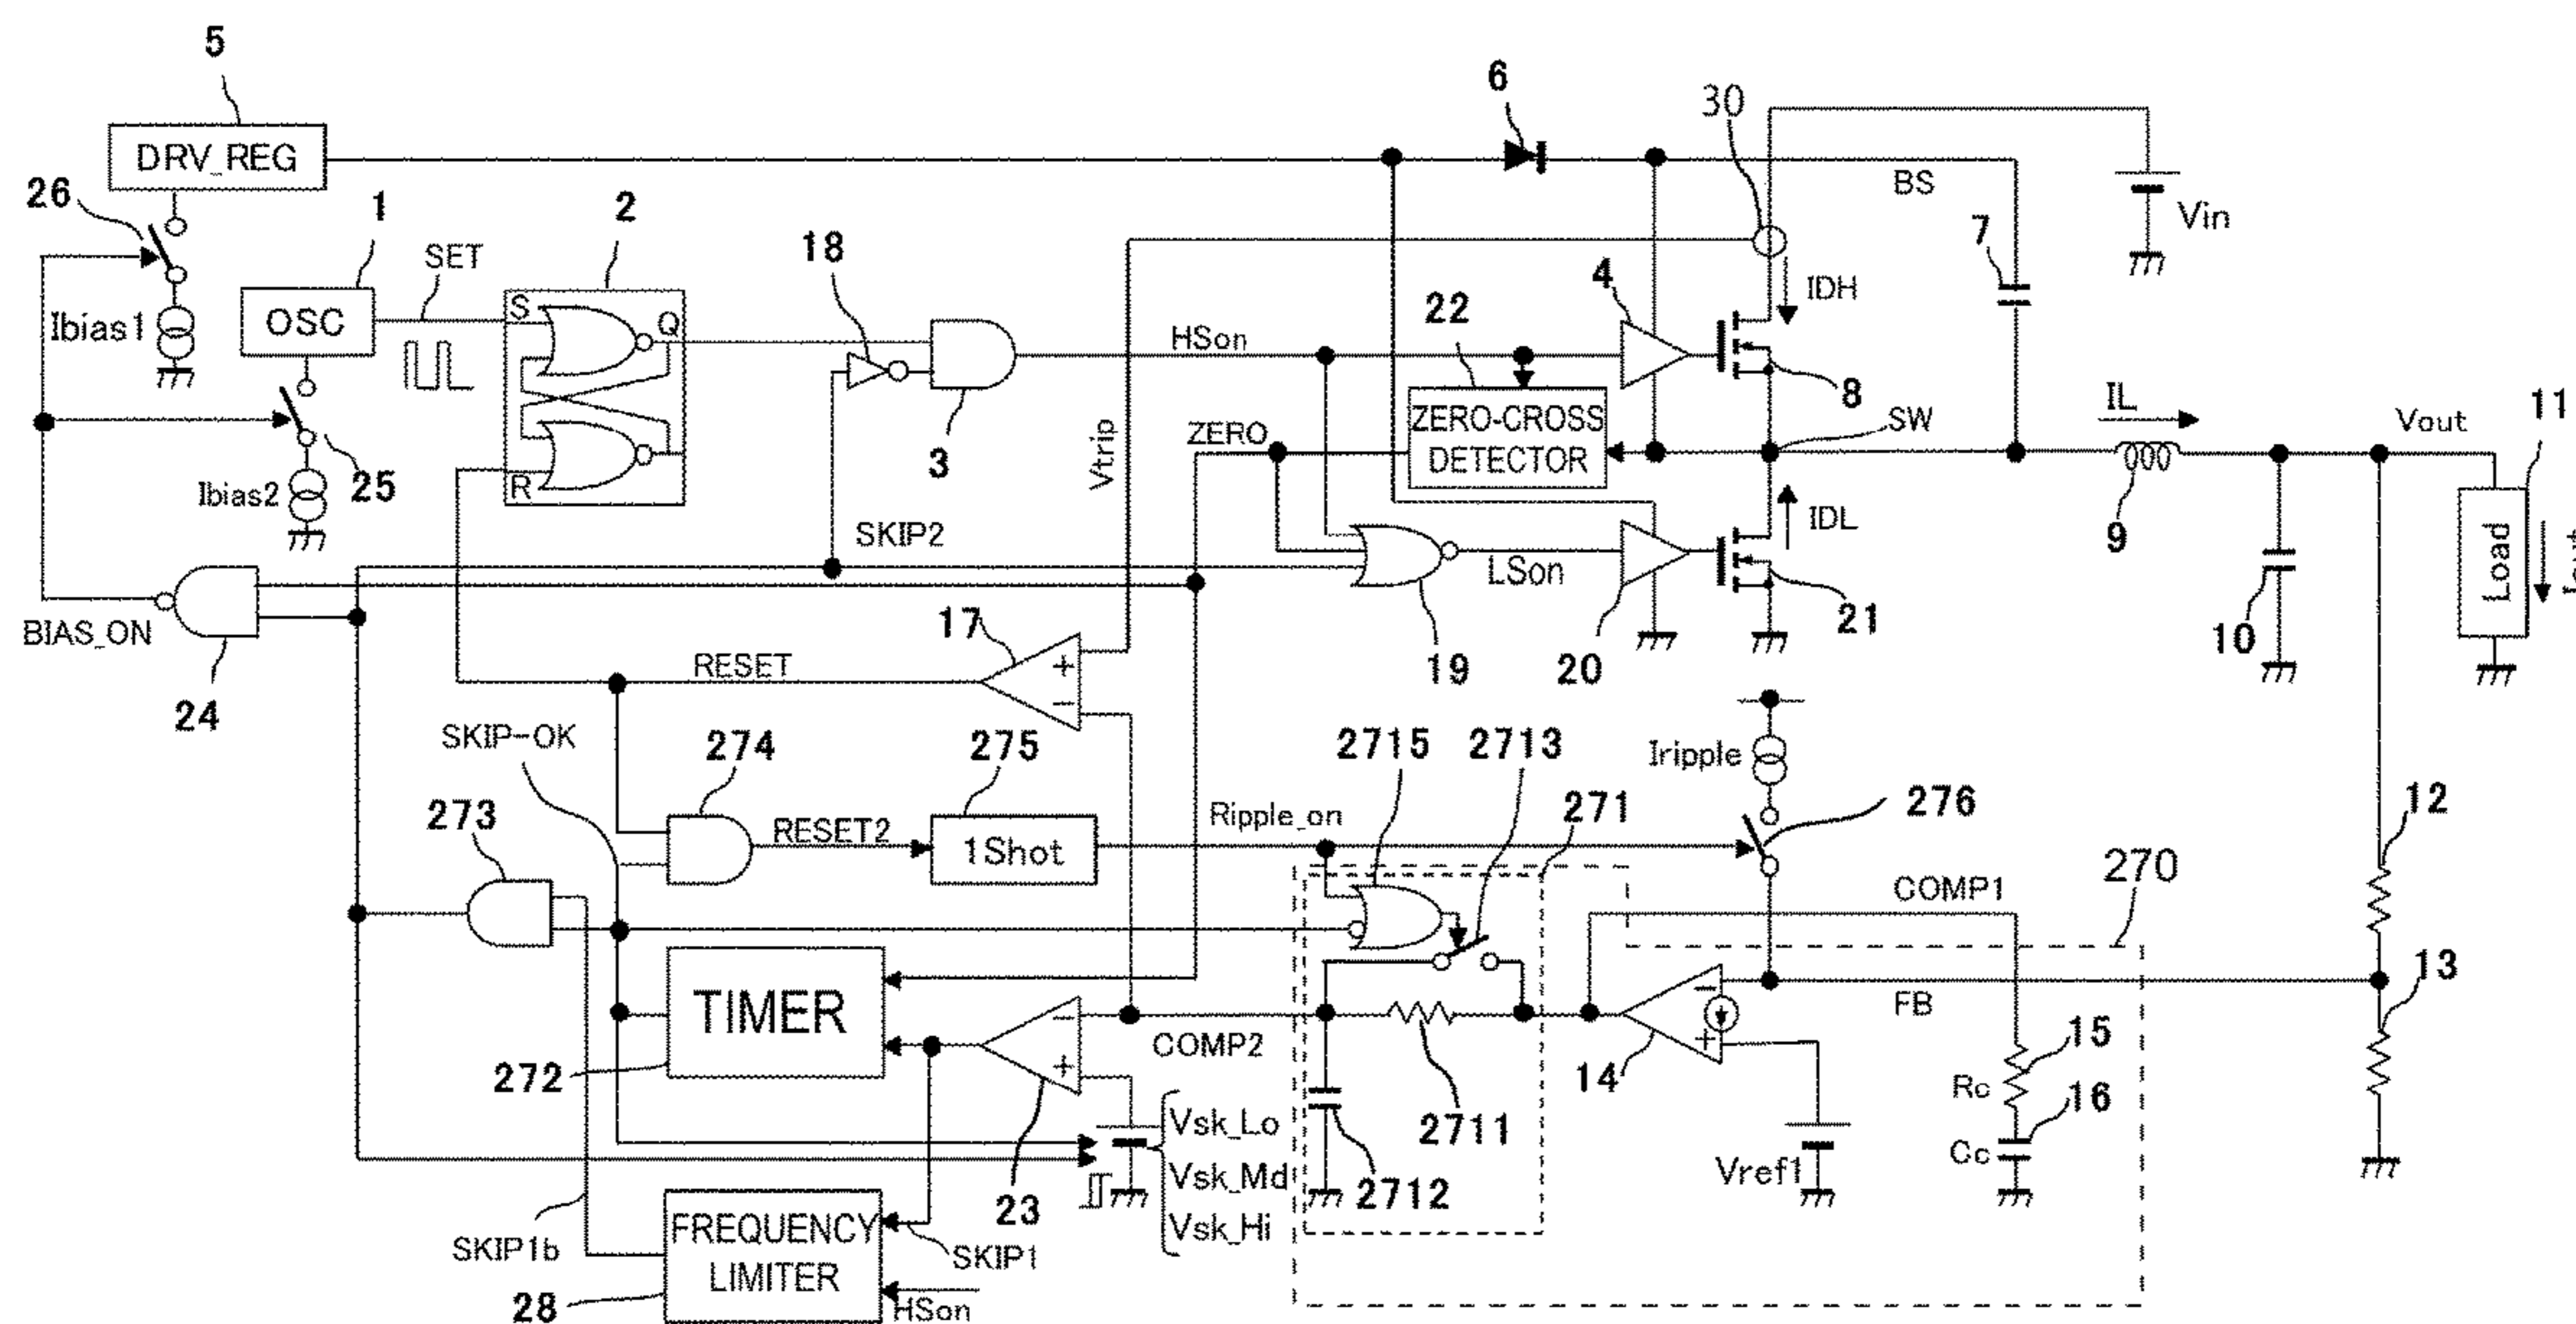 5
DRV_REG
26
Ibias1
1
OSC
SET
25
Ibias2
2
S
Q
R
18
3
HSon
6
30
BS
Vin
7
4
IDH
8
22
ZERO-CROSS
DETECTOR
ZERO
Vtrip
SW
IL
9
Vout
11
Load
10
IDL
21
LSon
19
20
SKIP2
BIAS_ON
24
17
+
−
RESET
SKIP-OK
274
275
RESET2
1Shot
273
2715
2713
271
Ripple_on
Iripple
276
12
270
COMP1
13
FB
−
+
14
Vref1
15
Rc
16
Cc
2711
2712
COMP2
TIMER
272
−
+
23
Vsk_Lo
Vsk_Md
Vsk_Hi
SKIP1b
FREQUENCY
LIMITER
28
SKIP1
HSon